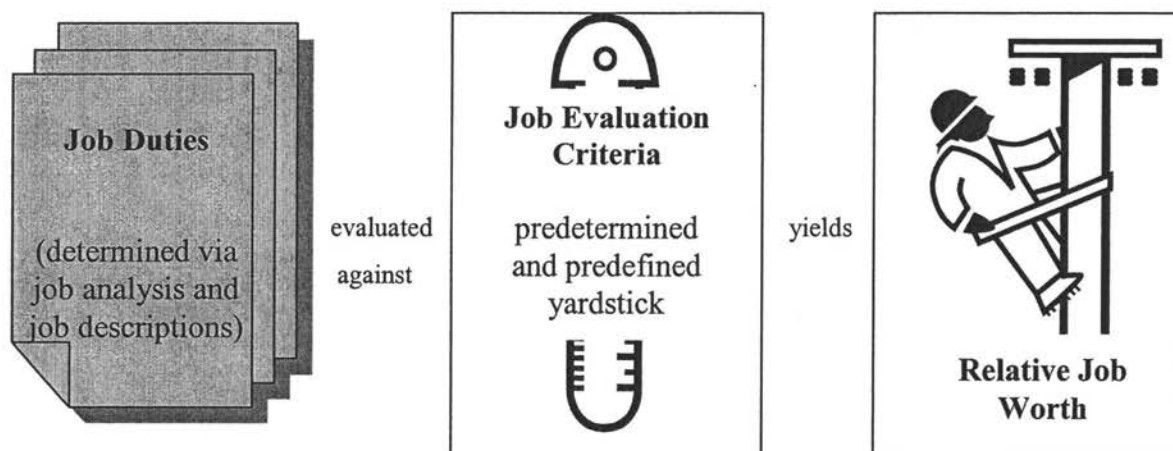 Job Duties
(determined via
job analysis and
job descriptions)
evaluated
against
Job Evaluation
Criteria
predetermined
and predefined
yardstick
yields
Relative Job
Worth